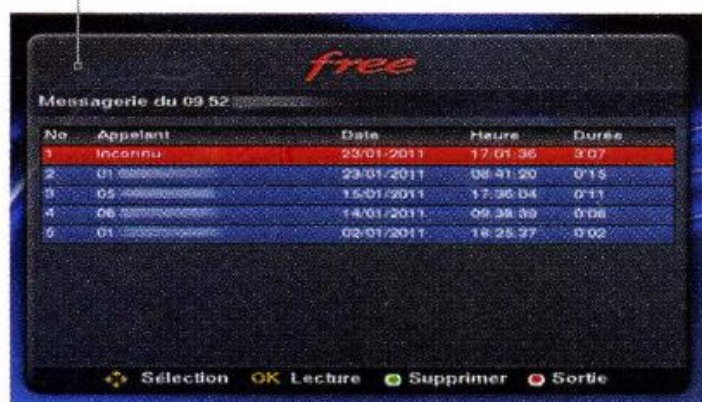 free
Messagerie du 09 52
No Appelant Date Heure Durée
1 Inconnu 23/01/2011 17:01:36 3'07
2 01 23/01/2011 08:41:20 0'15
3 05 15/01/2011 17:36:04 0'11
4 06 14/01/2011 09:38:39 0'06
5 01 02/01/2011 18:25:37 0'02
Sélection OK Lecture Supprimer Sortie